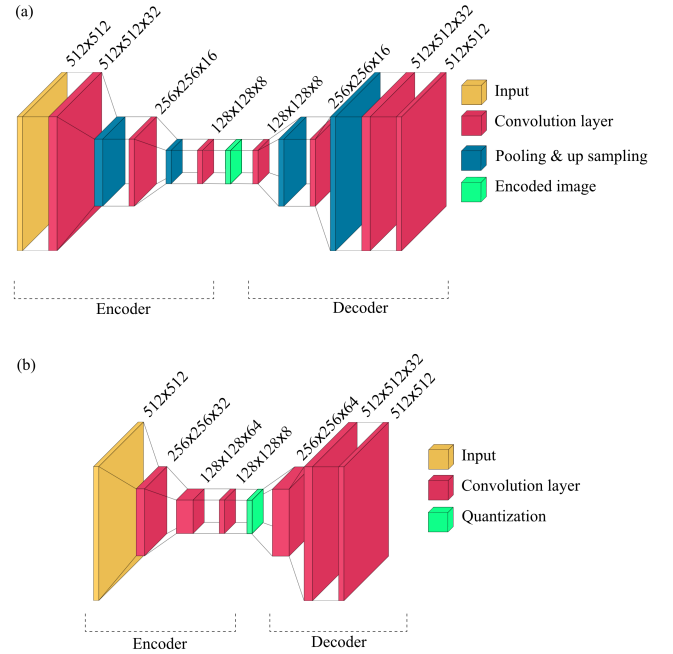 (a)
512x512
512x512x32
256x256x16
128x128x8
128x128x8
256x256x16
512x512x32
512x512
Input
Convolution layer
Pooling & up sampling
Encoded image
Encoder
Decoder
(b)
512x512
256x256x32
128x128x64
128x128x8
256x256x64
512x512x32
512x512
Input
Convolution layer
Quantization
Encoder
Decoder